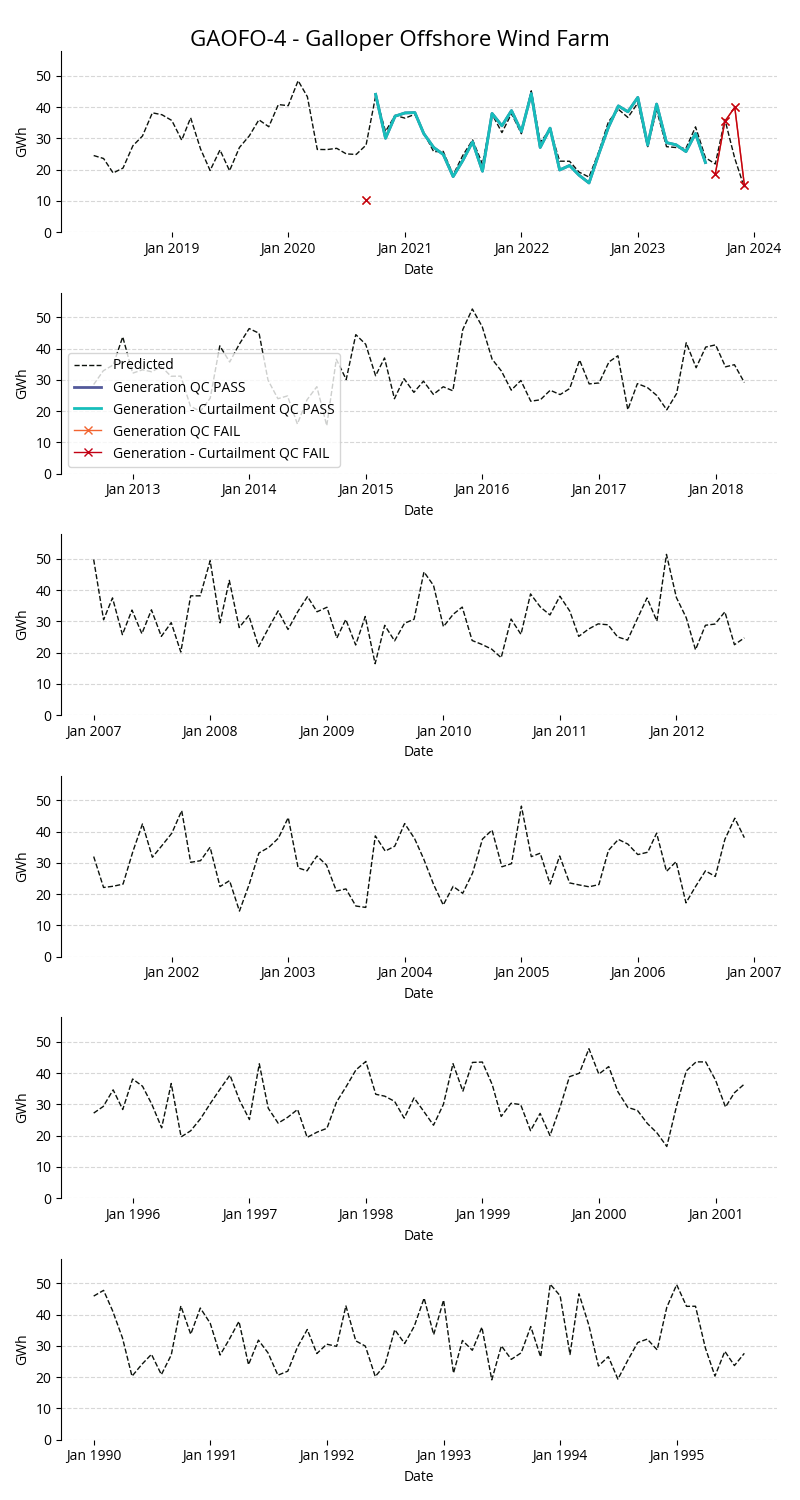 GAOFO-4 - Galloper Offshore Wind Farm
50
40
30
20
10
0
GWh
Jan 2019
Jan 2020
Jan 2021
Jan 2022
Jan 2023
Jan 2024
Date
50
40
30
20
10
0
GWh
Predicted
Generation QC PASS
Generation - Curtailment QC PASS
Generation QC FAIL
Generation - Curtailment QC FAIL
Jan 2013
Jan 2014
Jan 2015
Jan 2016
Jan 2017
Jan 2018
Date
50
40
30
20
10
0
GWh
Jan 2007
Jan 2008
Jan 2009
Jan 2010
Jan 2011
Jan 2012
Date
50
40
30
20
10
0
GWh
Jan 2002
Jan 2003
Jan 2004
Jan 2005
Jan 2006
Jan 2007
Date
50
40
30
20
10
0
GWh
Jan 1996
Jan 1997
Jan 1998
Jan 1999
Jan 2000
Jan 2001
Date
50
40
30
20
10
0
GWh
Jan 1990
Jan 1991
Jan 1992
Jan 1993
Jan 1994
Jan 1995
Date